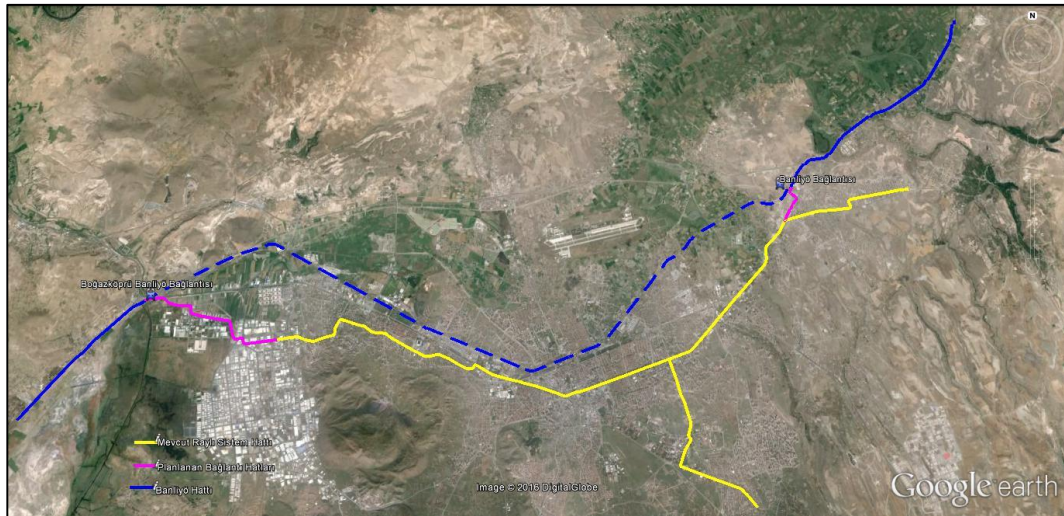 N
Banliyö Bağlantısı
Boğazköprü Banliyö Bağlantısı
Mevcut Raylı Sistem Hattı
Planlanan Bağlantı Hatları
Banliyö Hattı
Image © 2016 DigitalGlobe
Google earth